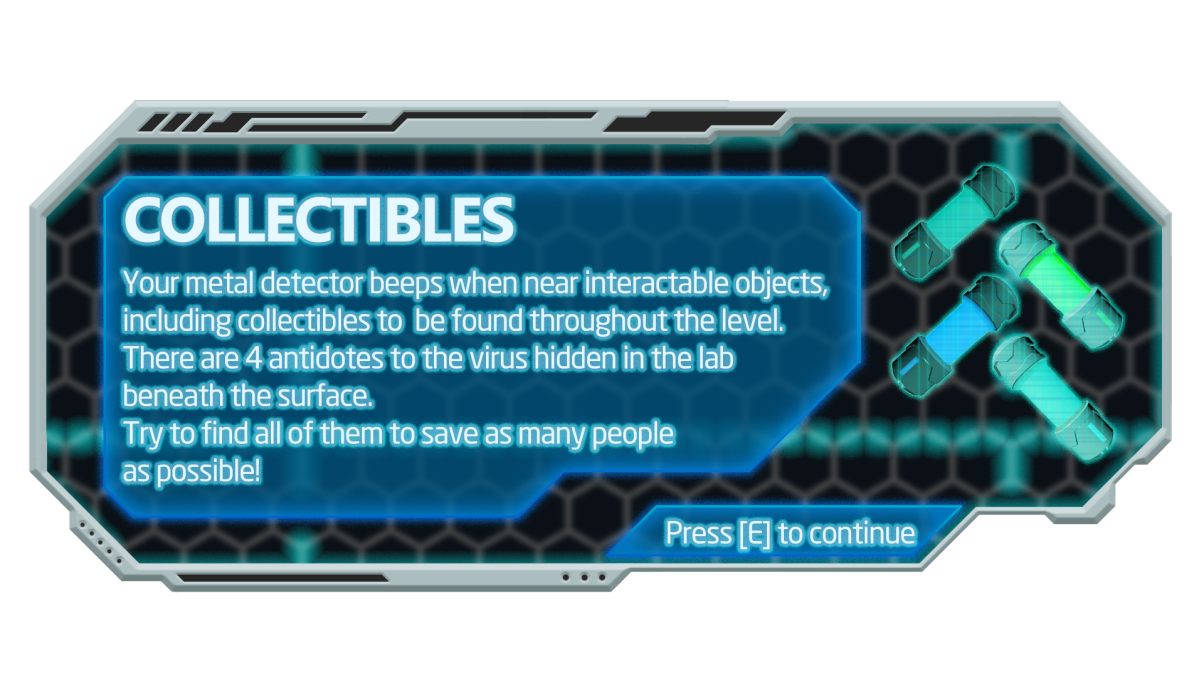 COLLECTIBLES
Your metal detector beeps when near interactable objects,
including collectibles to  be found throughout the level.
There are 4 antidotes to the virus hidden in the lab
beneath the surface.
Try to find all of them to save as many people
as possible!
Press [E] to continue